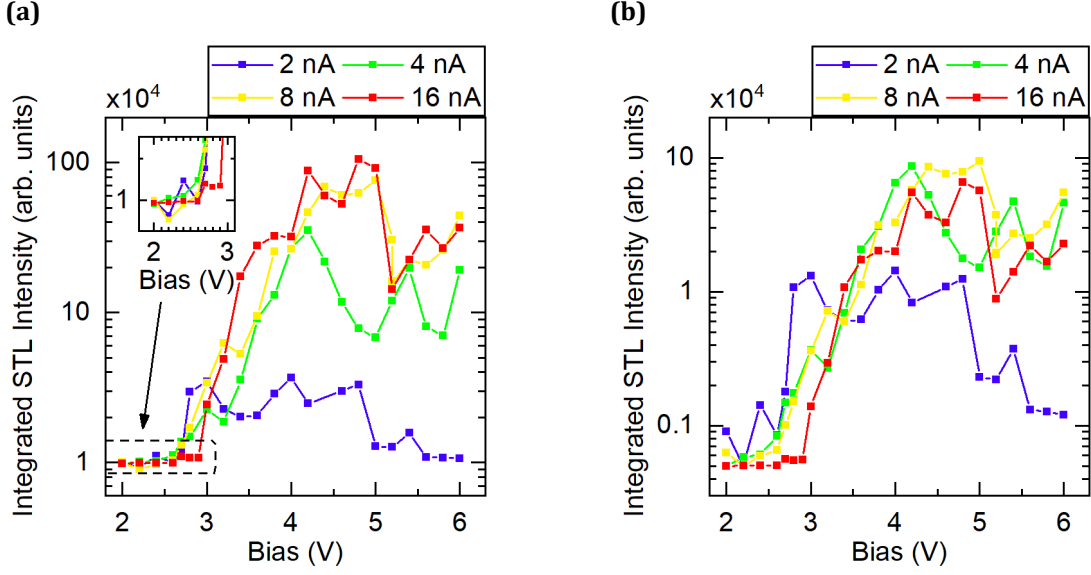 (a)
2 nA 4 nA
8 nA 16 nA
x10⁴
Integrated STL Intensity (arb. units)
100
10
1
1
2 3
Bias (V)
2 3 4 5 6
Bias (V)
(b)
2 nA 4 nA
8 nA 16 nA
x10⁴
Integrated STL Intensity (arb. units)
10
1
0.1
2 3 4 5 6
Bias (V)